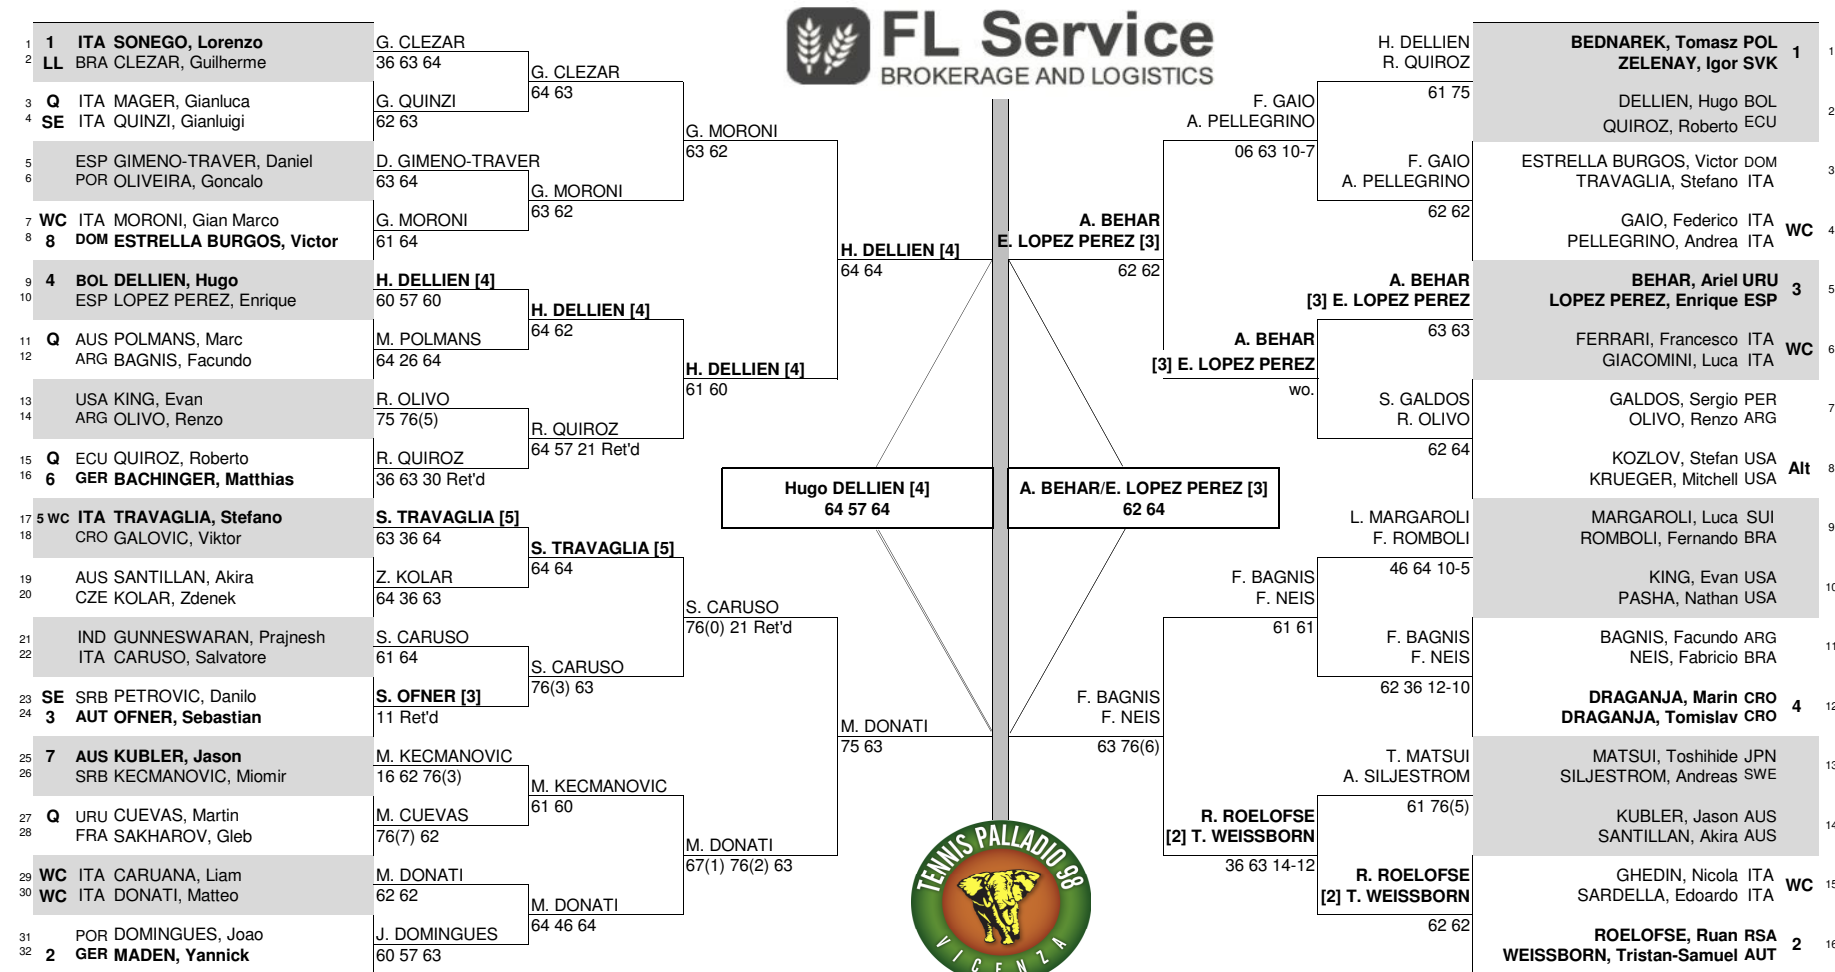 FL Service
BROKERAGE AND LOGISTICS
1 1 ITA SONEGO, Lorenzo
2 LL BRA CLEZAR, Guilherme
3 Q ITA MAGER, Gianluca
4 SE ITA QUINZI, Gianluigi
5 ESP GIMENO-TRAVER, Daniel
6 POR OLIVEIRA, Goncalo
7 WC ITA MORONI, Gian Marco
8 8 DOM ESTRELLA BURGOS, Victor
9 4 BOL DELLIEN, Hugo
10 ESP LOPEZ PEREZ, Enrique
11 Q AUS POLMANS, Marc
12 ARG BAGNIS, Facundo
13 USA KING, Evan
14 ARG OLIVO, Renzo
15 Q ECU QUIROZ, Roberto
16 6 GER BACHINGER, Matthias
17 5 WC ITA TRAVAGLIA, Stefano
18 CRO GALOVIC, Viktor
19 AUS SANTILLAN, Akira
20 CZE KOLAR, Zdenek
21 IND GUNNESWARAN, Prajnesh
22 ITA CARUSO, Salvatore
23 SE SRB PETROVIC, Danilo
24 3 AUT OFNER, Sebastian
25 7 AUS KUBLER, Jason
26 SRB KECMANOVIC, Miomir
27 Q URU CUEVAS, Martin
28 FRA SAKHAROV, Gleb
29 WC ITA CARUANA, Liam
30 WC ITA DONATI, Matteo
31 POR DOMINGUES, Joao
32 2 GER MADEN, Yannick
G. CLEZAR
36 63 64
G. QUINZI
62 63
D. GIMENO-TRAVER
63 64
G. MORONI
61 64
H. DELLIEN [4]
60 57 60
M. POLMANS
64 26 64
R. OLIVO
75 76(5)
R. QUIROZ
36 63 30 Ret'd
S. TRAVAGLIA [5]
63 36 64
Z. KOLAR
64 36 63
S. CARUSO
61 64
S. OFNER [3]
11 Ret'd
M. KECMANOVIC
16 62 76(3)
M. CUEVAS
76(7) 62
M. DONATI
62 62
J. DOMINGUES
60 57 63
G. CLEZAR
64 63
G. MORONI
63 62
H. DELLIEN [4]
64 62
R. QUIROZ
64 57 21 Ret'd
S. TRAVAGLIA [5]
64 64
S. CARUSO
76(3) 63
M. KECMANOVIC
61 60
M. DONATI
64 46 64
G. MORONI
63 62
H. DELLIEN [4]
61 60
S. CARUSO
76(0) 21 Ret'd
M. DONATI
67(1) 76(2) 63
H. DELLIEN [4]
64 64
M. DONATI
75 63
Hugo DELLIEN [4]
64 57 64
A. BEHAR/E. LOPEZ PEREZ [3]
62 64
A. BEHAR
E. LOPEZ PEREZ [3]
62 62
F. BAGNIS
F. NEIS
63 76(6)
F. GAIO
A. PELLEGRINO
06 63 10-7
A. BEHAR
[3] E. LOPEZ PEREZ
wo.
F. BAGNIS
F. NEIS
61 61
R. ROELOFSE
[2] T. WEISSBORN
36 63 14-12
H. DELLIEN
R. QUIROZ
61 75
F. GAIO
A. PELLEGRINO
62 62
A. BEHAR
[3] E. LOPEZ PEREZ
63 63
S. GALDOS
R. OLIVO
62 64
L. MARGAROLI
F. ROMBOLI
46 64 10-5
F. BAGNIS
F. NEIS
62 36 12-10
T. MATSUI
A. SILJESTROM
61 76(5)
R. ROELOFSE
[2] T. WEISSBORN
62 62
BEDNAREK, Tomasz POL 1 1
ZELENAY, Igor SVK
DELLIEN, Hugo BOL 2
QUIROZ, Roberto ECU
ESTRELLA BURGOS, Victor DOM 3
TRAVAGLIA, Stefano ITA
GAIO, Federico ITA WC 4
PELLEGRINO, Andrea ITA
BEHAR, Ariel URU 3 5
LOPEZ PEREZ, Enrique ESP
FERRARI, Francesco ITA WC 6
GIACOMINI, Luca ITA
GALDOS, Sergio PER 7
OLIVO, Renzo ARG
KOZLOV, Stefan USA Alt 8
KRUEGER, Mitchell USA
MARGAROLI, Luca SUI 9
ROMBOLI, Fernando BRA
KING, Evan USA 10
PASHA, Nathan USA
BAGNIS, Facundo ARG 11
NEIS, Fabricio BRA
DRAGANJA, Marin CRO 4 12
DRAGANJA, Tomislav CRO
MATSUI, Toshihide JPN 13
SILJESTROM, Andreas SWE
KUBLER, Jason AUS 14
SANTILLAN, Akira AUS
GHEDIN, Nicola ITA WC 15
SARDELLA, Edoardo ITA
ROELOFSE, Ruan RSA 2 16
WEISSBORN, Tristan-Samuel AUT
TENNIS PALLADIO 98
VICENZA